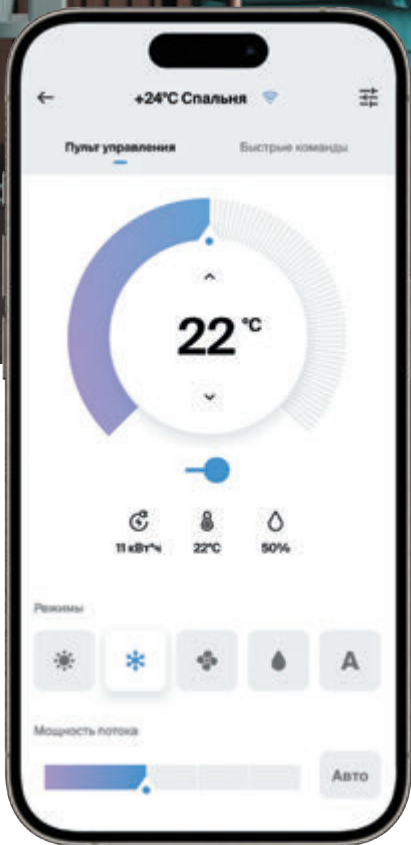 +24°C Спальня
Пульт управления
Быстрые команды
22 °C
11 кВт*ч
22°C
50%
Режимы
A
Мощность потока
Авто